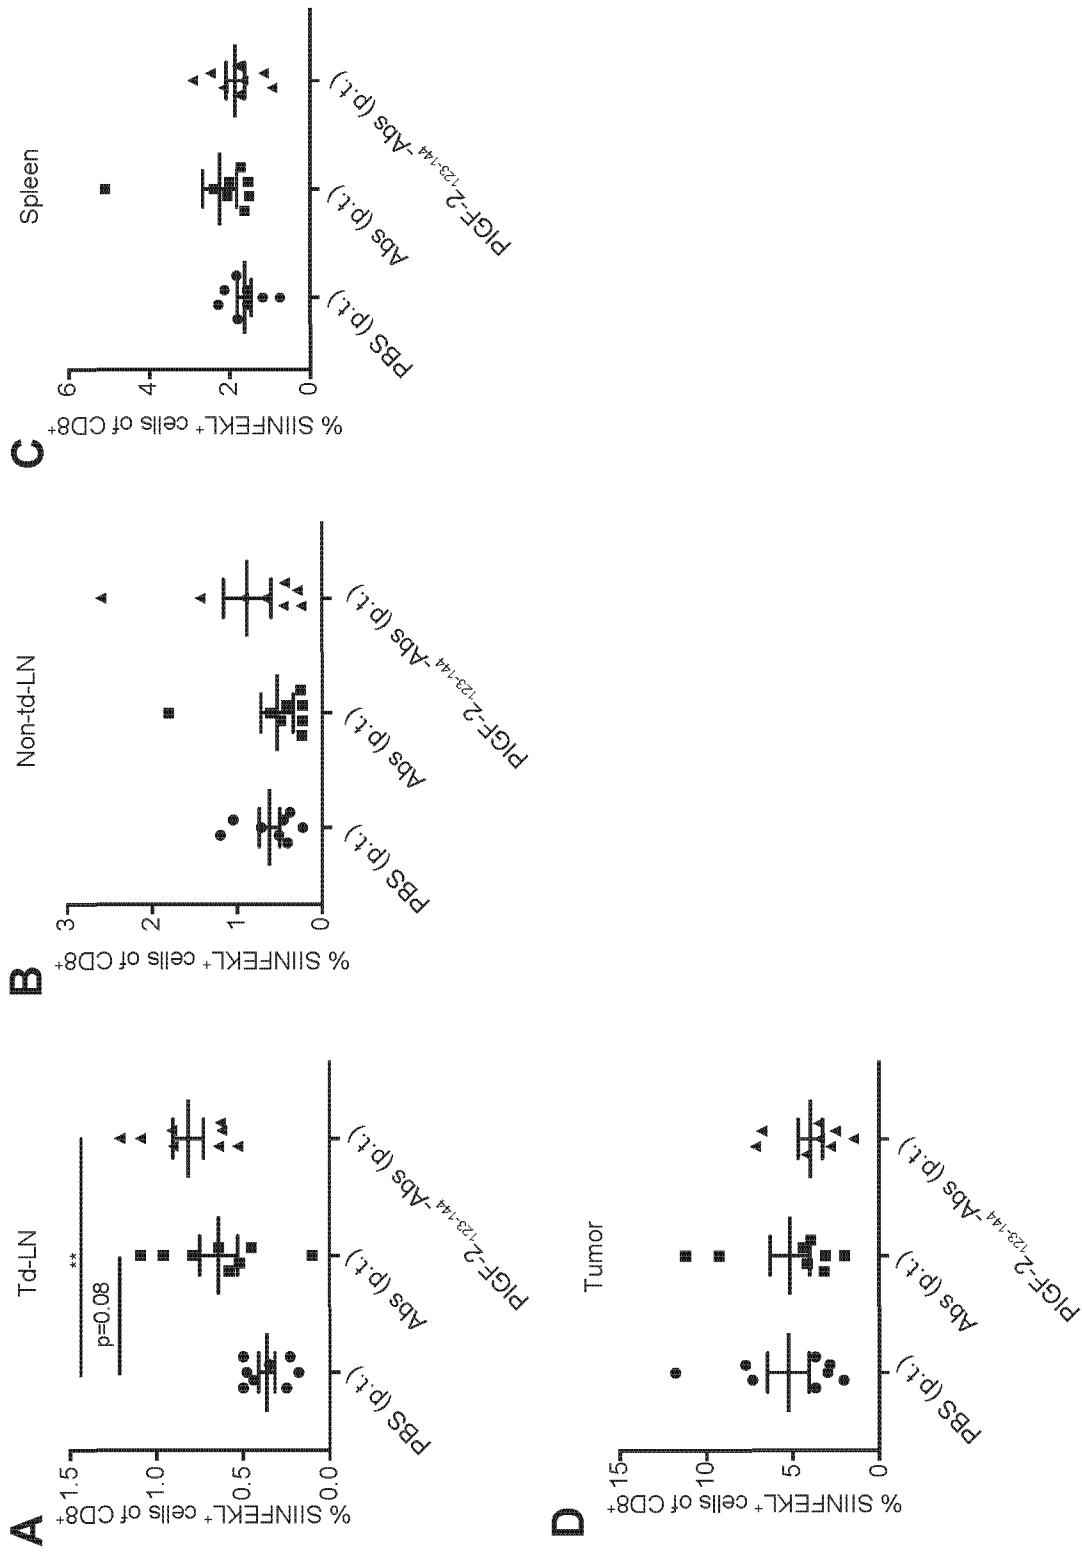 A
Td-LN
% SIINFEKL⁺ cells of CD8⁺
1.5
1.0
0.5
0.0
**
p=0.08
PBS (p.t.)
Abs (p.t.)
PlGF-2₁₂₃₋₁₄₄-Abs (p.t.)
B
Non-td-LN
% SIINFEKL⁺ cells of CD8⁺
3
2
1
0
PBS (p.t.)
Abs (p.t.)
PlGF-2₁₂₃₋₁₄₄-Abs (p.t.)
C
Spleen
% SIINFEKL⁺ cells of CD8⁺
6
4
2
0
PBS (p.t.)
Abs (p.t.)
PlGF-2₁₂₃₋₁₄₄-Abs (p.t.)
D
Tumor
% SIINFEKL⁺ cells of CD8⁺
15
10
5
0
PBS (p.t.)
Abs (p.t.)
PlGF-2₁₂₃₋₁₄₄-Abs (p.t.)